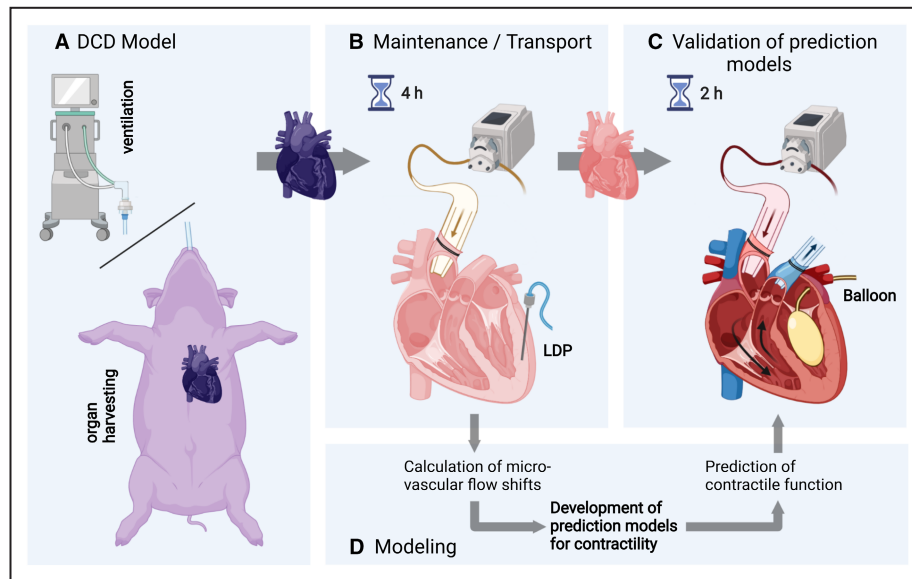 A DCD Model
ventilation
organ
harvesting
B Maintenance / Transport
4 h
LDP
C Validation of prediction
models
2 h
Balloon
Calculation of micro-
vascular flow shifts
Development of
prediction models
for contractility
Prediction of
contractile function
D Modeling